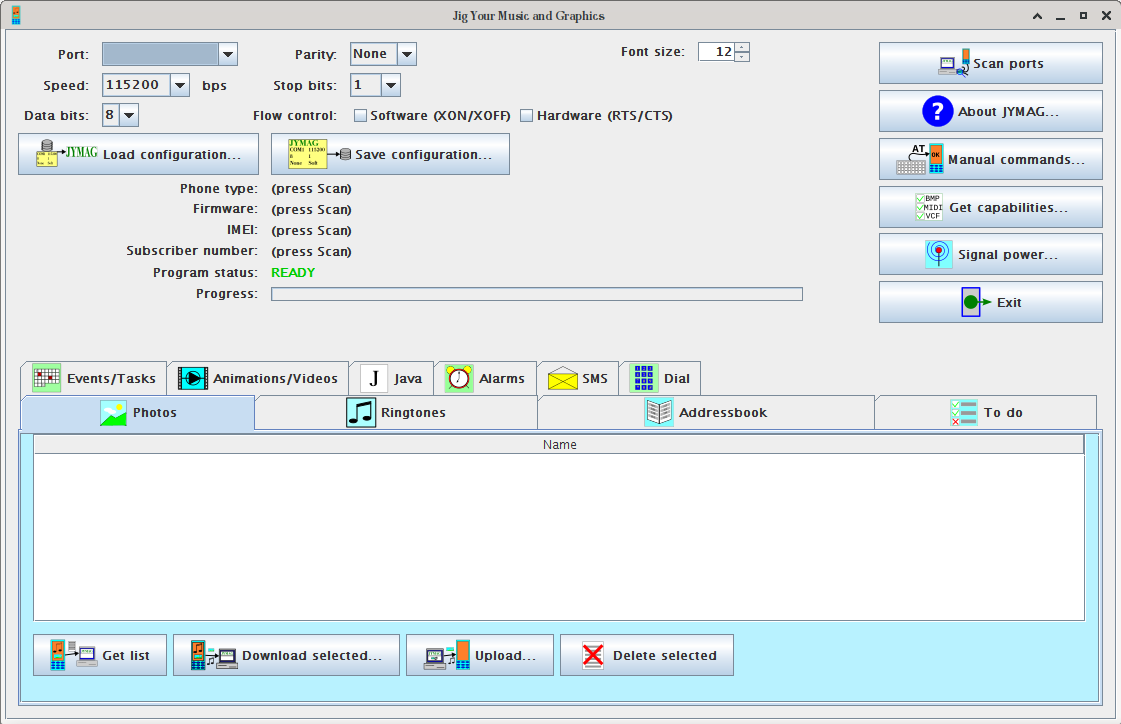 Jig Your Music and Graphics
Port: Parity: None Font size: 12
Scan ports
Speed: 115200 bps Stop bits: 1
Data bits: 8 Flow control: Software (XON/XOFF) Hardware (RTS/CTS)
? About JYMAG...
JYMAG Load configuration...
JYMAG
COM1 115200
8 1
None Soft
Save configuration...
AT OK Manual commands...
Phone type: (press Scan)
Firmware: (press Scan)
BMP
MIDI
VCF
Get capabilities...
IMEI: (press Scan)
Subscriber number: (press Scan)
Signal power...
Program status: READY
Progress:
Exit
Events/Tasks Animations/Videos J Java Alarms SMS Dial
Photos Ringtones Addressbook To do
Name
Get list Download selected... Upload... Delete selected